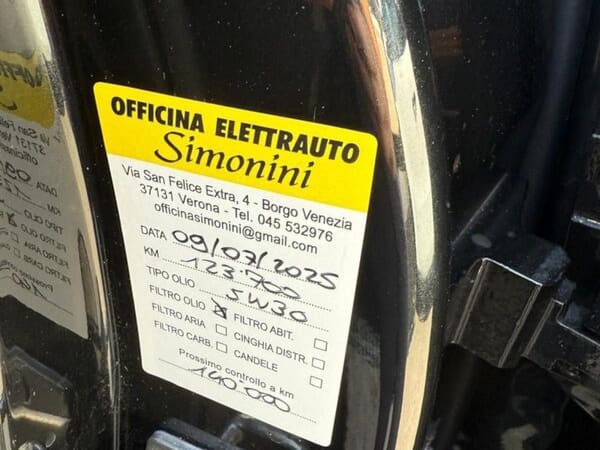 OFFICINA ELETTRAUTO
Simonini
Via San Felice Extra, 4 - Borgo Venezia
37131 Verona - Tel. 045 532976
officinasimonini@gmail.com
DATA 09/07/2025
KM 123.700
TIPO OLIO 5W30
FILTRO OLIO FILTRO ABIT.
FILTRO ARIA CINGHIA DISTR.
FILTRO CARB. CANDELE
Prossimo controllo a km
140.000